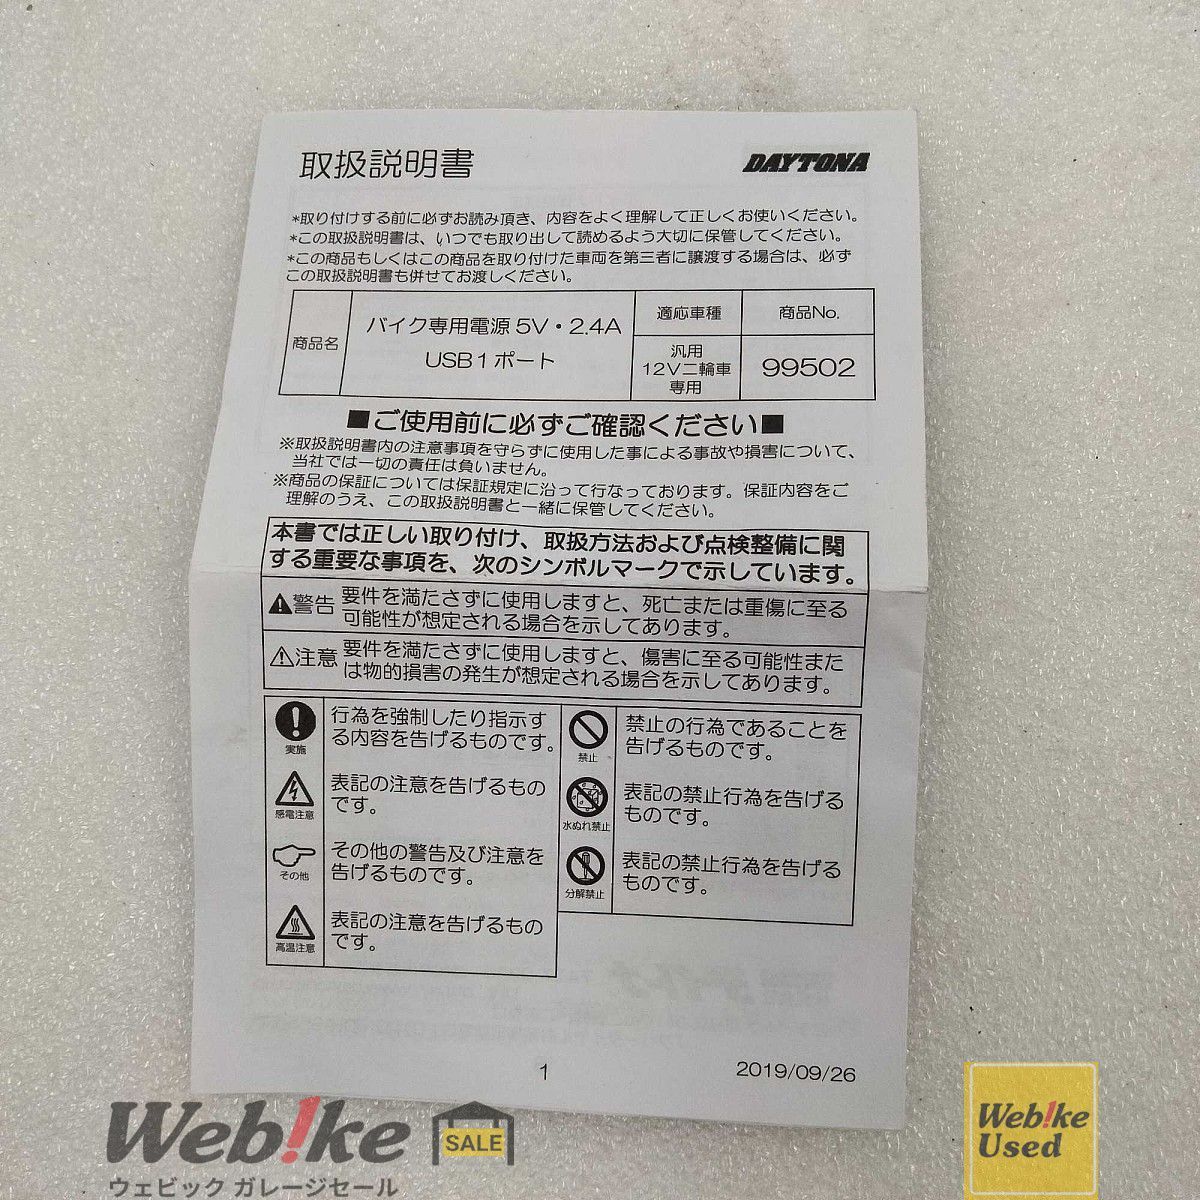 取扱説明書
DAYTONA
*取り付けする前に必ずお読み頂き、内容をよく理解して正しくお使いください。
*この取扱説明書は、いつでも取り出して読めるよう大切に保管してください。
*この商品もしくはこの商品を取り付けた車両を第三者に譲渡する場合は、必ず
この取扱説明書も併せてお渡しください。
商品名
バイク専用電源 5V・2.4A
USB1ポート
適応車種
汎用
12V二輪車
専用
商品No.
99502
■ご使用前に必ずご確認ください■
※取扱説明書内の注意事項を守らずに使用した事による事故や損害について、
当社では一切の責任は負いません。
※商品の保証については保証規定に沿って行なっております。保証内容をご
理解のうえ、この取扱説明書と一緒に保管してください。
本書では正しい取り付け、取扱方法および点検整備に関
する重要な事項を、次のシンボルマークで示しています。
警告
要件を満たさずに使用しますと、死亡または重傷に至る
可能性が想定される場合を示してあります。
注意
要件を満たさずに使用しますと、傷害に至る可能性また
は物的損害の発生が想定される場合を示してあります。
実施
行為を強制したり指示す
る内容を告げるものです。
感電注意
表記の注意を告げるもの
です。
その他
その他の警告及び注意を
告げるものです。
高温注意
表記の注意を告げるもの
です。
禁止
禁止の行為であることを
告げるものです。
水ぬれ禁止
表記の禁止行為を告げる
ものです。
分解禁止
表記の禁止行為を告げる
ものです。
1
2019/09/26
Web!ke
SALE
ウェビック ガレージセール
Web!ke
Used